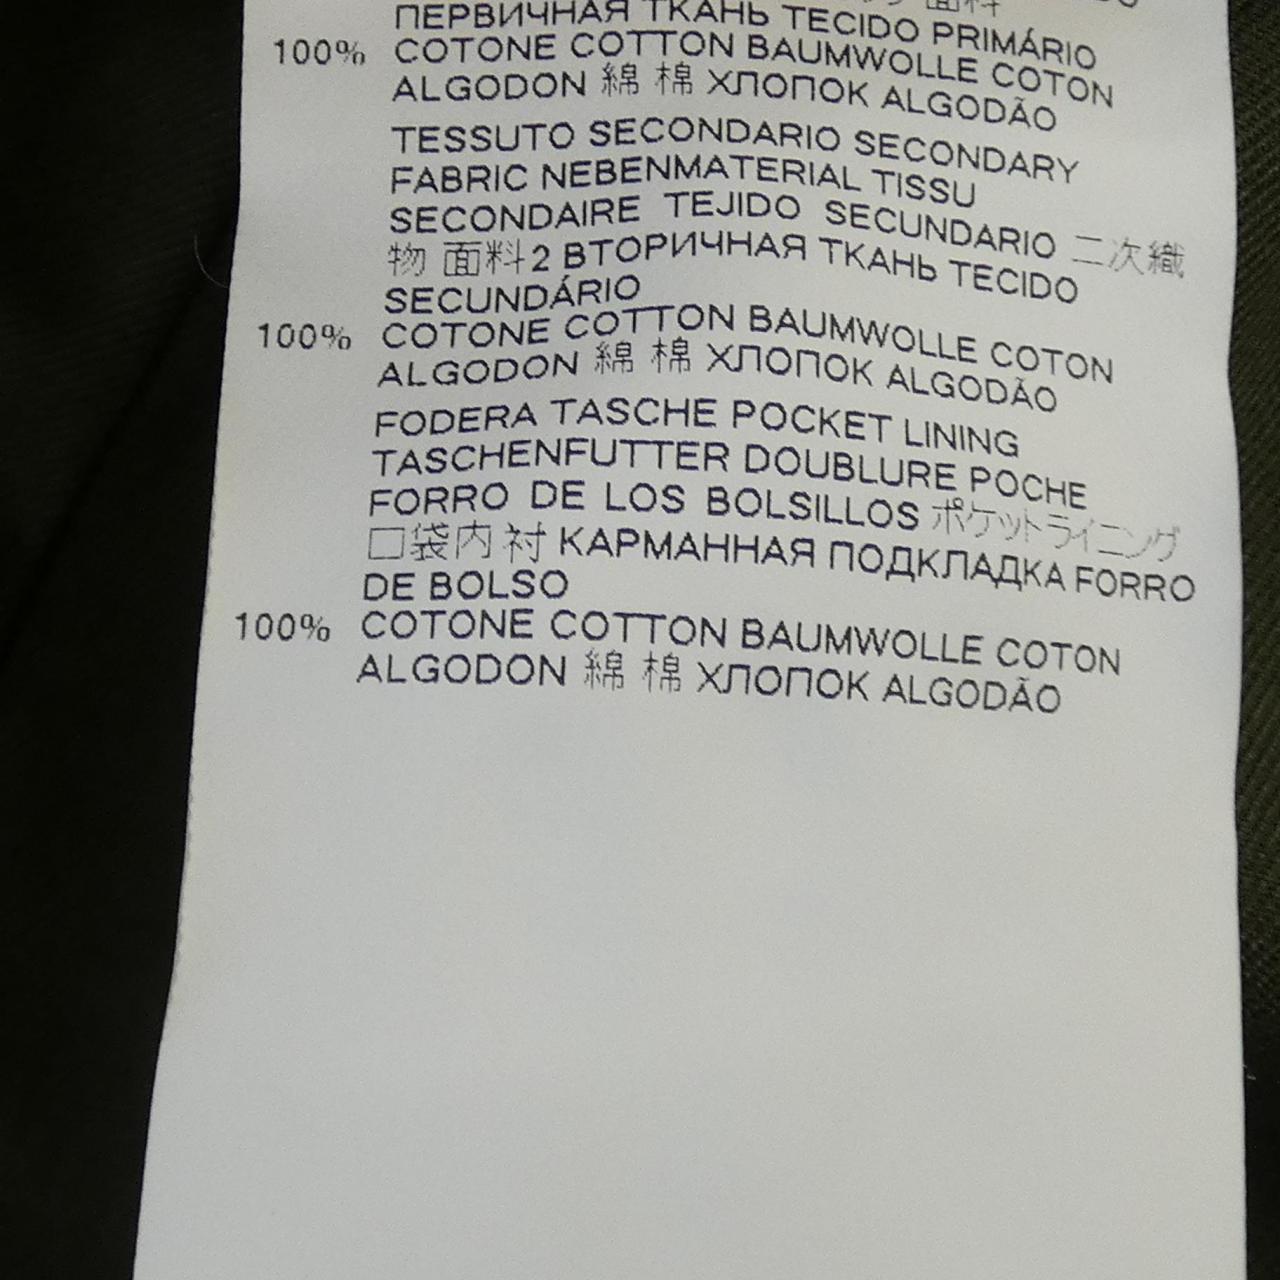 面料
ПЕРВИЧНАЯ ТКАНЬ TECIDO PRIMÁRIO
100% COTONE COTTON BAUMWOLLE COTON
ALGODON 綿 棉 ХЛОПОК ALGODÃO
TESSUTO SECONDARIO SECONDARY
FABRIC NEBENMATERIAL TISSU
SECONDAIRE TEJIDO SECUNDARIO 二次織
物 面料2 ВТОРИЧНАЯ ТКАНЬ TECIDO
SECUNDÁRIO
100% COTONE COTTON BAUMWOLLE COTON
ALGODON 綿 棉 ХЛОПОК ALGODÃO
FODERA TASCHE POCKET LINING
TASCHENFUTTER DOUBLURE POCHE
FORRO DE LOS BOLSILLOS ポケットライニング
口袋内衬 КАРМАННАЯ ПОДКЛАДКА FORRO
DE BOLSO
100% COTONE COTTON BAUMWOLLE COTON
ALGODON 綿 棉 ХЛОПОК ALGODÃO